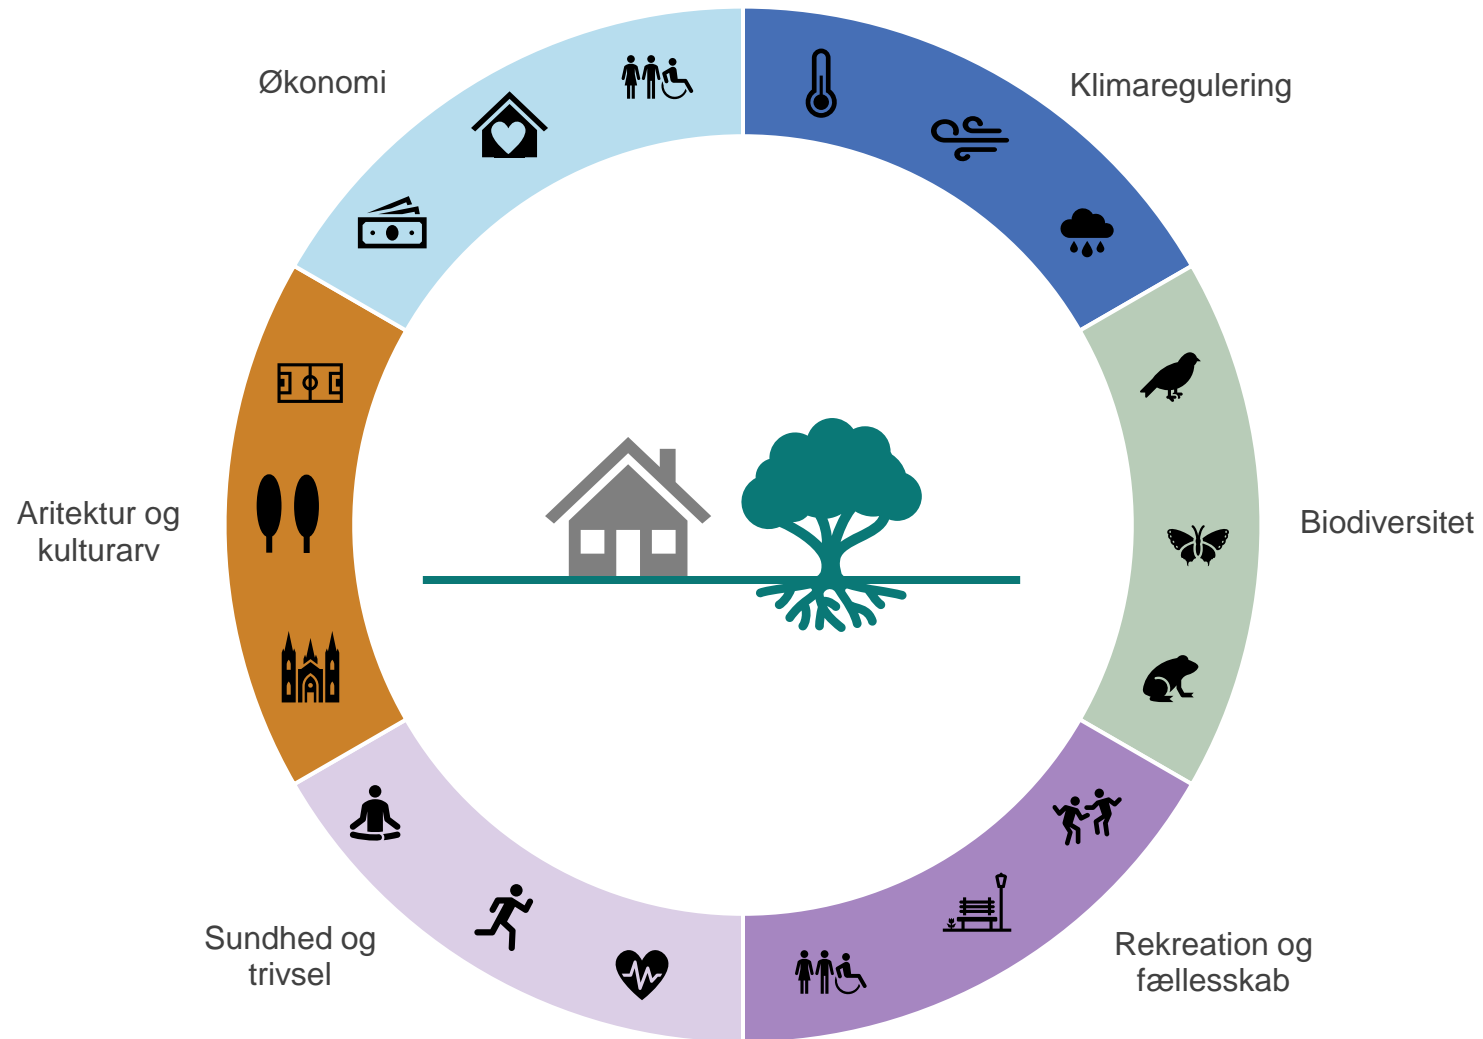 Økonomi
Klimaregulering
Aritektur og
kulturarv
Biodiversitet
Sundhed og
trivsel
Rekreation og
fællesskab